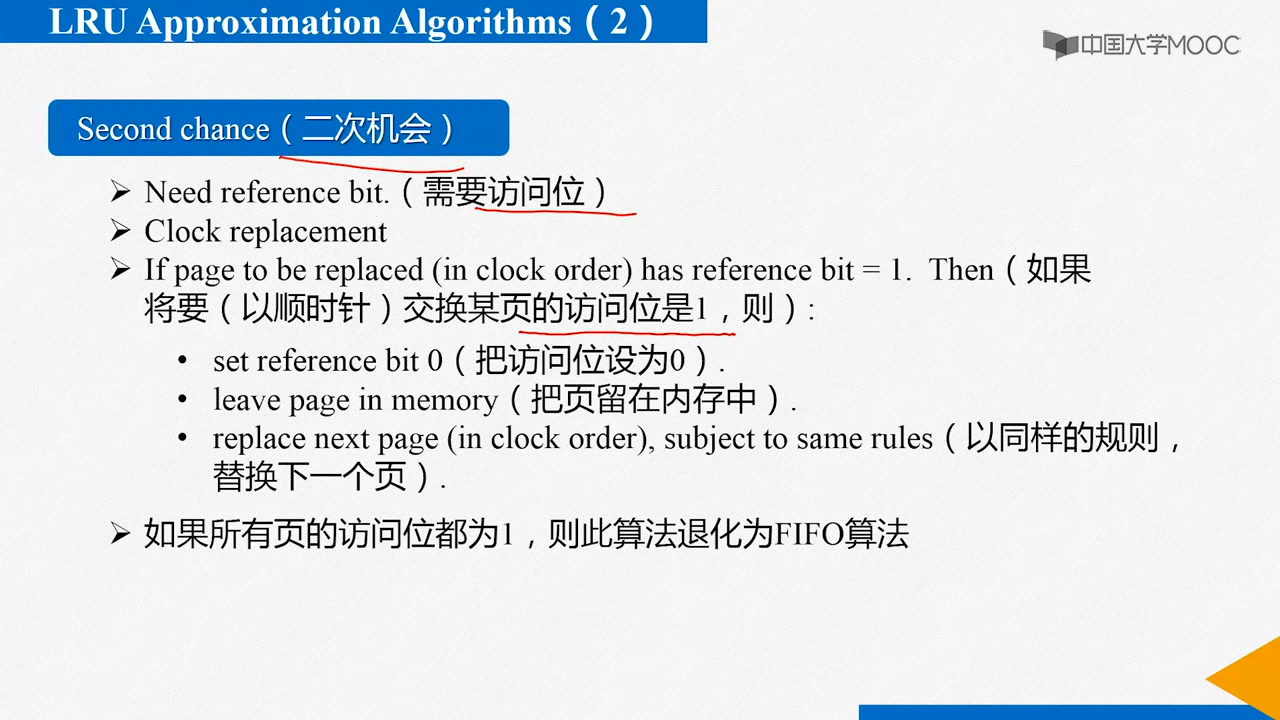 LRU Approximation Algorithms（2）
中国大学MOOC
Second chance（二次机会）
➢ Need reference bit.（需要访问位）
➢ Clock replacement
➢ If page to be replaced (in clock order) has reference bit = 1.  Then（如果
将要（以顺时针）交换某页的访问位是1，则）:
• set reference bit 0（把访问位设为0）.
• leave page in memory（把页留在内存中）.
• replace next page (in clock order), subject to same rules（以同样的规则，
替换下一个页）.
➢ 如果所有页的访问位都为1，则此算法退化为FIFO算法